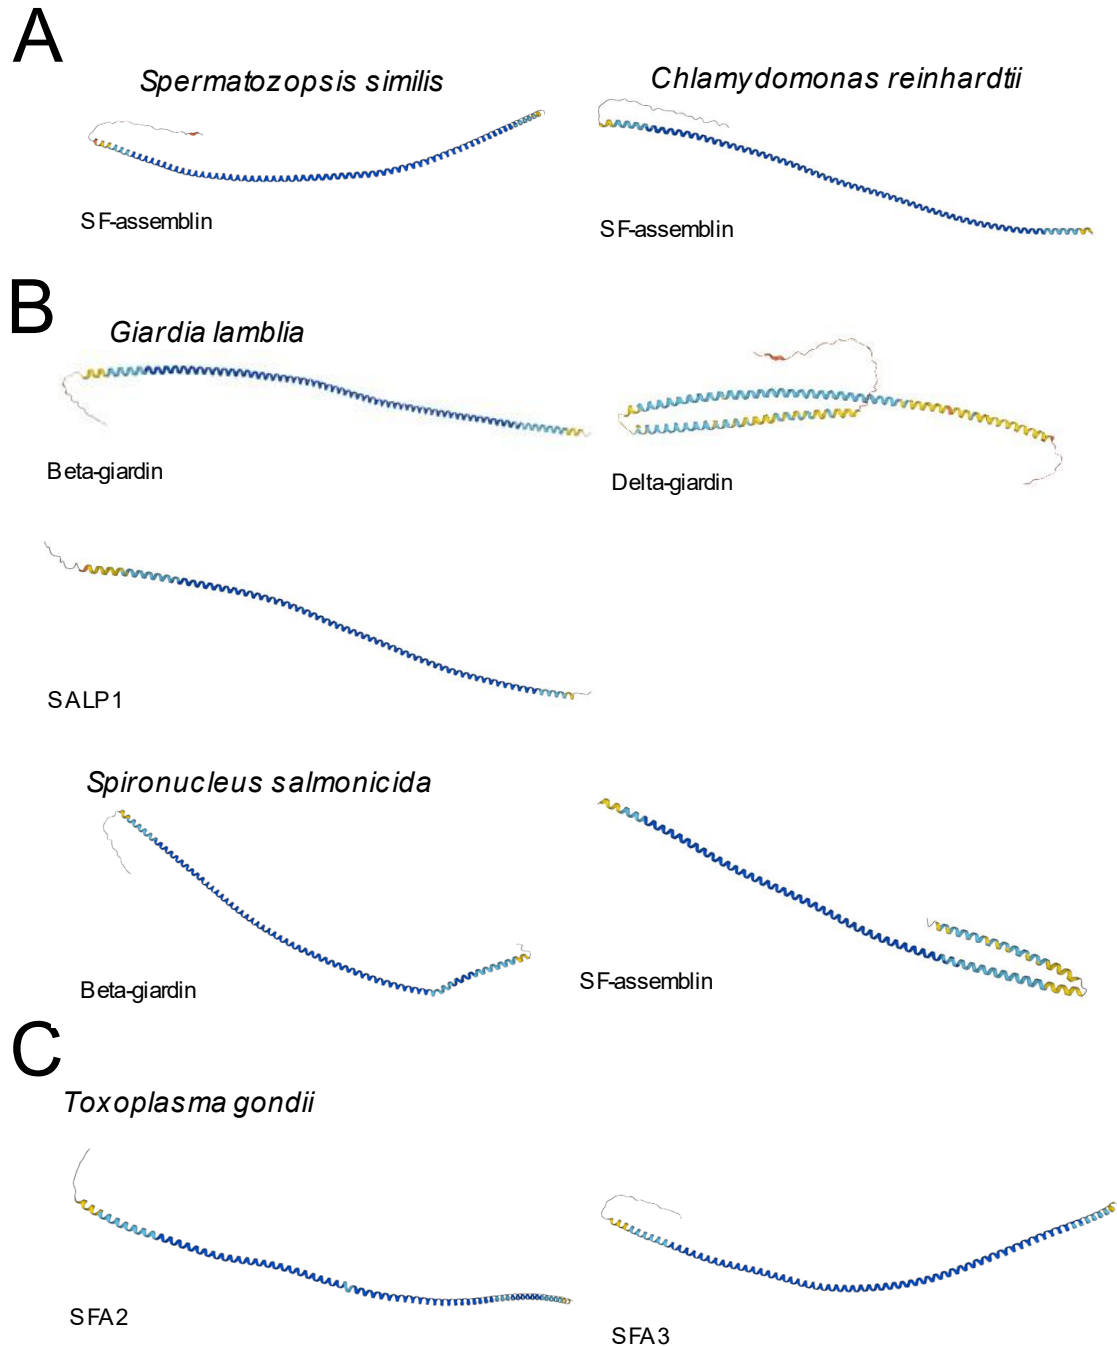 A
Spermatozopsis similis
Chlamydomonas reinhardtii
SF-assemblin
SF-assemblin
B
Giardia lamblia
Beta-giardin
Delta-giardin
SALP1
Spironucleus salmonicida
Beta-giardin
SF-assemblin
C
Toxoplasma gondii
SFA2
SFA3